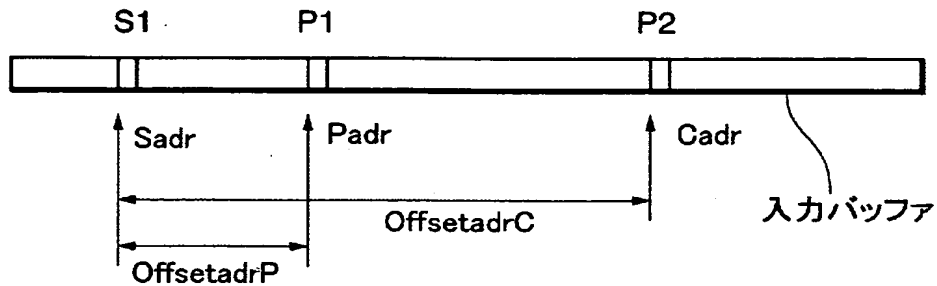 S1 P1 P2
Sadr Padr Cadr
入力バッファ
OffsetadrC
OffsetadrP